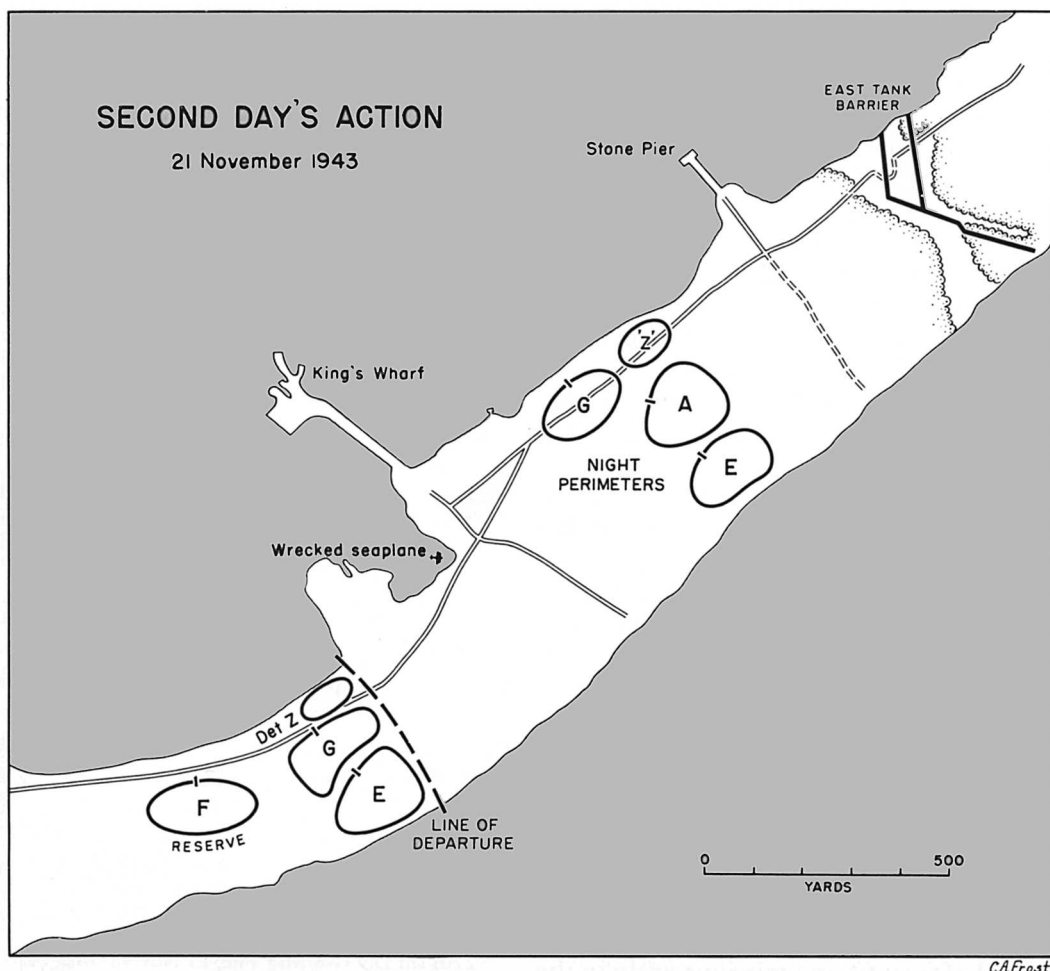 SECOND DAY'S ACTION
21 November 1943
EAST TANK
BARRIER
Stone Pier
'Z'
King's Wharf
G
A
E
NIGHT
PERIMETERS
Wrecked seaplane
Det Z
G
E
F
RESERVE
LINE OF
DEPARTURE
0 500
YARDS
C.A.Frost